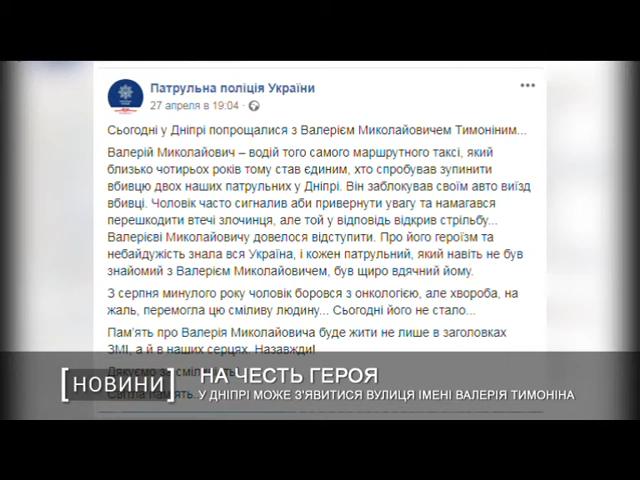 Патрульна поліція України
27 апреля в 19:04
Сьогодні у Дніпрі попрощалися з Валерієм Миколайовичем Тимоніним...
Валерій Миколайович – водій того самого маршрутного таксі, який
близько чотирьох років тому став єдиним, хто спробував зупинити
вбивцю двох наших патрульних у Дніпрі. Він заблокував своїм авто виїзд
вбивці. Чоловік часто сигналив аби привернути увагу та намагався
перешкодити втечі злочинця, але той у відповідь відкрив стрільбу...
Валерієві Миколайовичу довелося відступити. Про його героїзм та
небайдужість знала вся Україна, і кожен патрульний, який навіть не був
знайомий з Валерієм Миколайовичем, був щиро вдячний йому.
З серпня минулого року чоловік боровся з онкологією, але хвороба, на
жаль, перемогла цю сміливу людину... Сьогодні його не стало...
Пам'ять про Валерія Миколайовича буде жити не лише в заголовках
ЗМІ, а й в наших серцях. Назавжди!
[НОВИНИ]
НА ЧЕСТЬ ГЕРОЯ
У ДНІПРІ МОЖЕ З'ЯВИТИСЯ ВУЛИЦЯ ІМЕНІ ВАЛЕРІЯ ТИМОНІНА